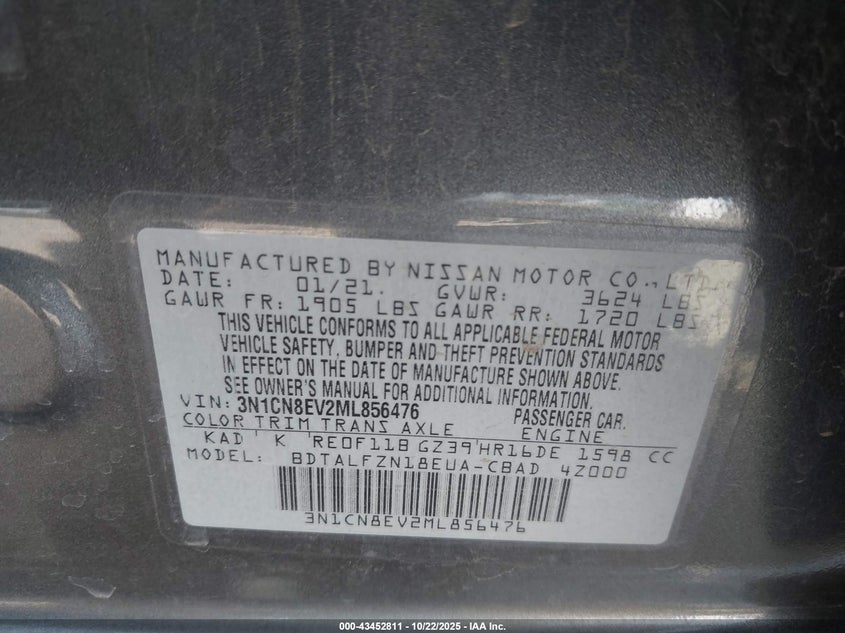 MANUFACTURED BY NISSAN MOTOR CO., LTD.
DATE: 01/21. GVWR: 3624 LBS
GAWR FR: 1905 LBS GAWR RR: 1720 LBS
THIS VEHICLE CONFORMS TO ALL APPLICABLE FEDERAL MOTOR
VEHICLE SAFETY, BUMPER AND THEFT PREVENTION STANDARDS
IN EFFECT ON THE DATE OF MANUFACTURE SHOWN ABOVE.
SEE OWNER'S MANUAL FOR ADDITIONAL INFORMATION.
VIN: 3N1CN8EV2ML856476 PASSENGER CAR.
COLOR TRIM TRANS AXLE ENGINE
KAD K RE0F11B GZ39 HR16DE 1598 CC
MODEL: BDTALFZN18EUA-CBAD 4Z000
3N1CN8EV2ML856476
000-43452811 - 10/22/2025 - IAA Inc.